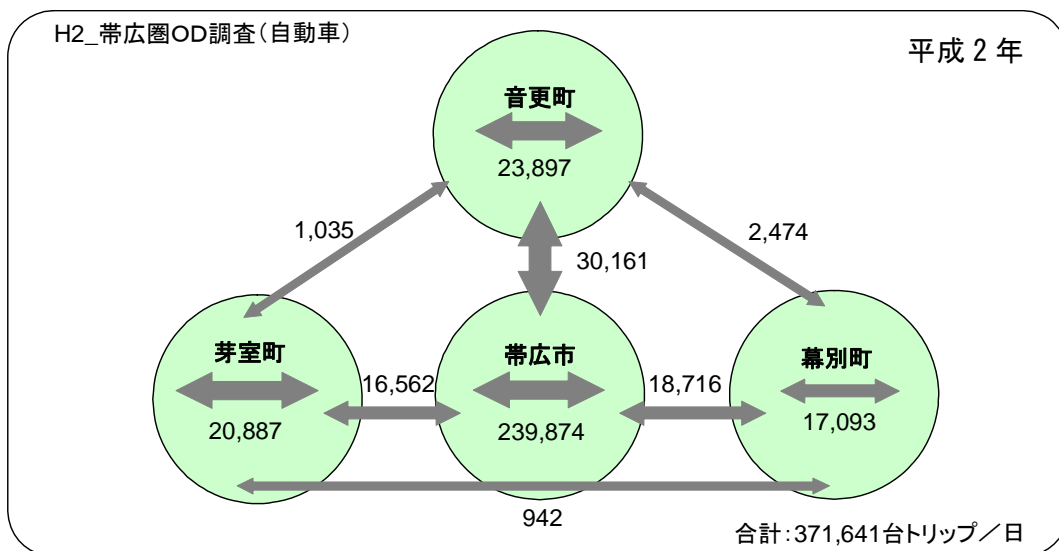 H2_帯広圏OD調査(自動車)
平成2年
音更町
23,897
1,035
2,474
30,161
芽室町
20,887
16,562
帯広市
239,874
18,716
幕別町
17,093
942
合計:371,641台トリップ/日